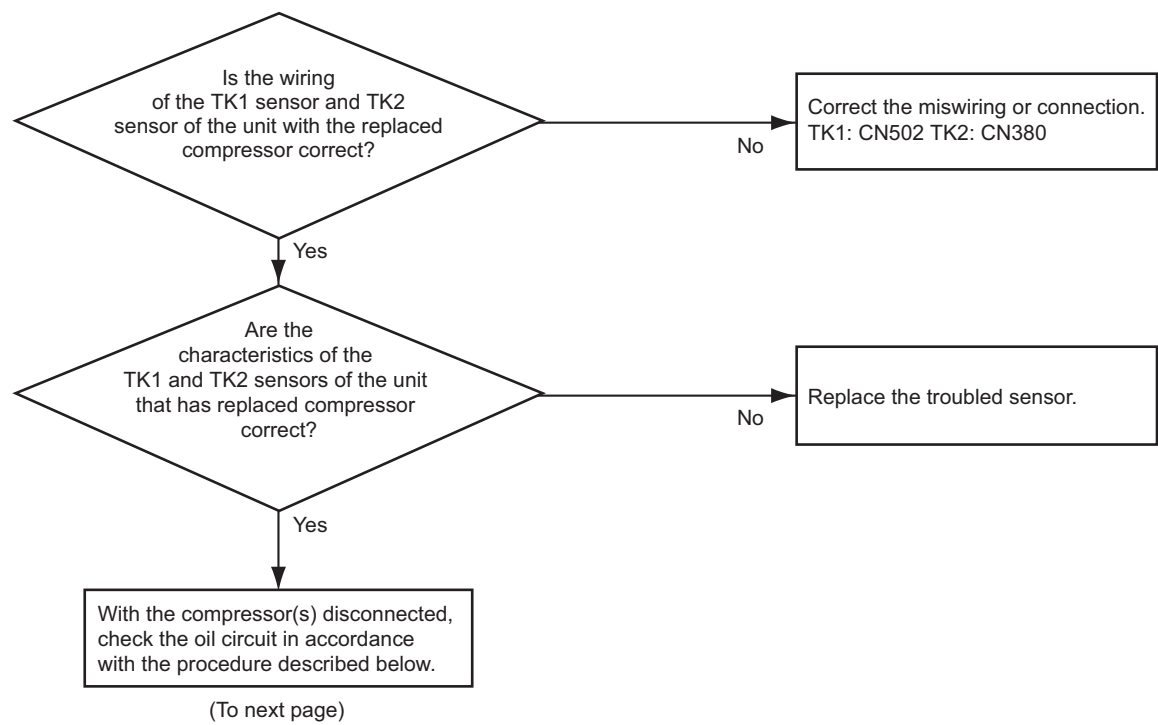 Is the wiring
of the TK1 sensor and TK2
sensor of the unit with the replaced
compressor correct?
No
Correct the miswiring or connection.
TK1: CN502 TK2: CN380
Yes
Are the
characteristics of the
TK1 and TK2 sensors of the unit
that has replaced compressor
correct?
No
Replace the troubled sensor.
Yes
With the compressor(s) disconnected,
check the oil circuit in accordance
with the procedure described below.
(To next page)